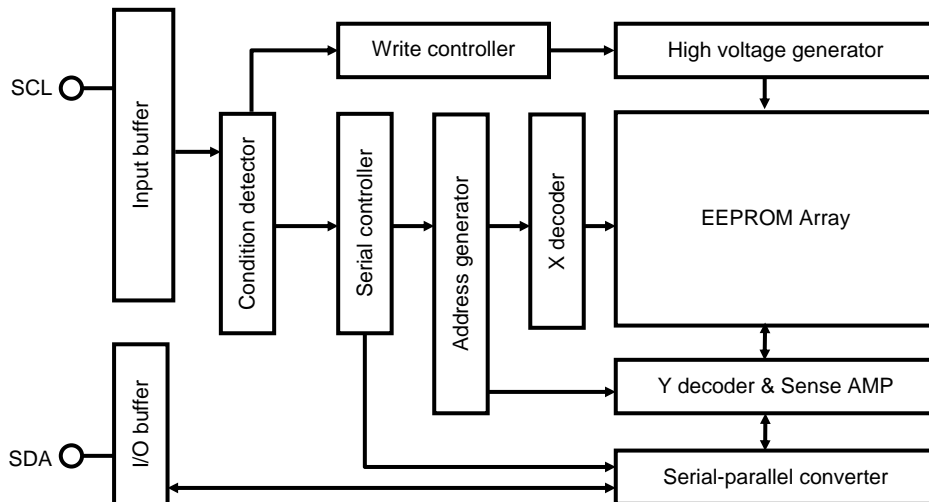 Write controller
High voltage generator
SCL
Input buffer
Condition detector
Serial controller
Address generator
X decoder
EEPROM Array
Y decoder & Sense AMP
SDA
I/O buffer
Serial-parallel converter